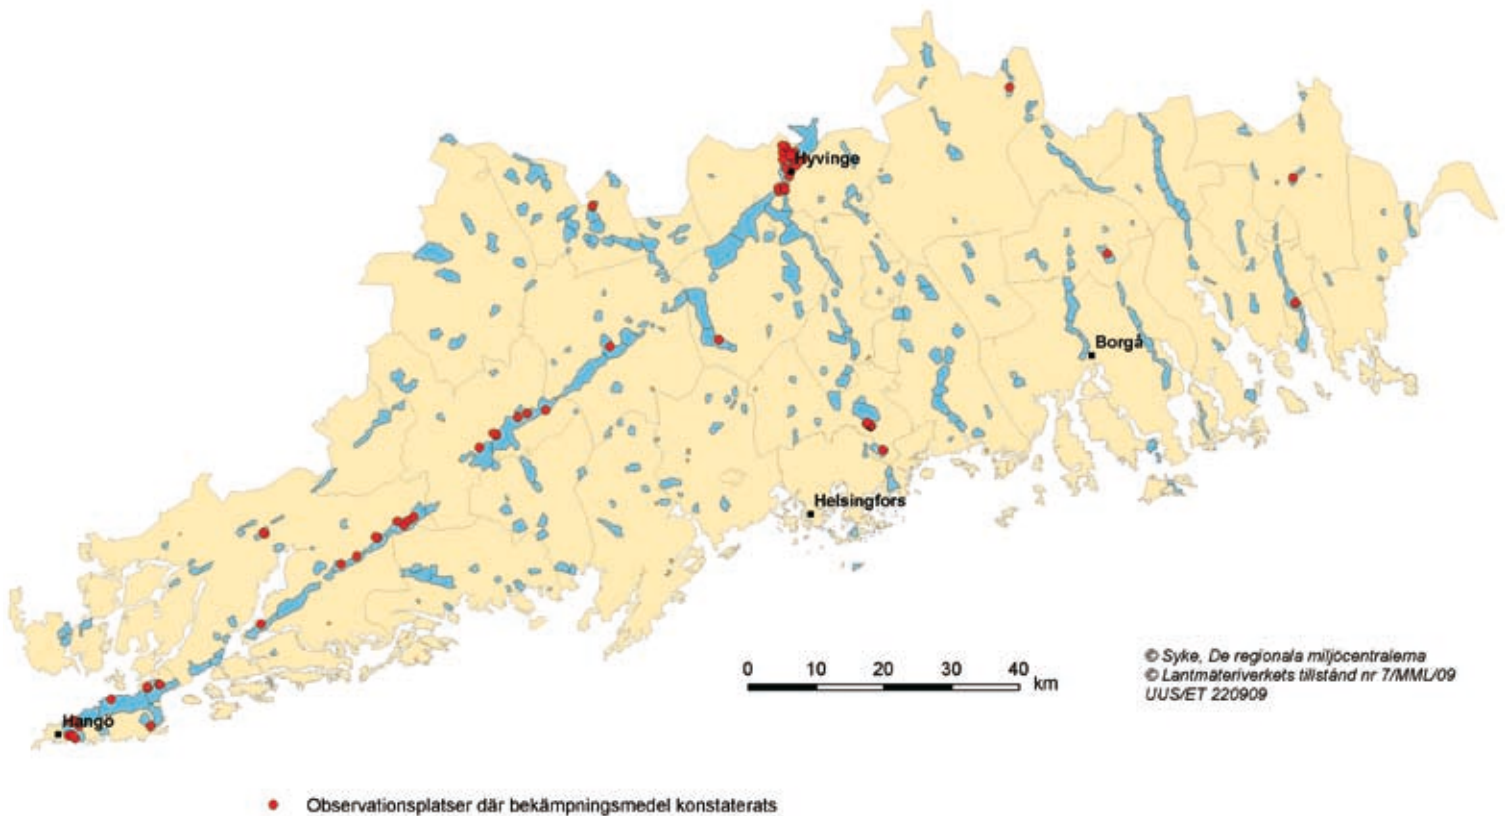 Hyvinge
Borgå
Helsingfors
Hangö
0 10 20 30 40
km
© Syke, De regionala miljöcentralerna
© Lantmäteriverkets tillstånd nr 7/MML/09
UUS/ET 220909
Observationsplatser där bekämpningsmedel konstaterats